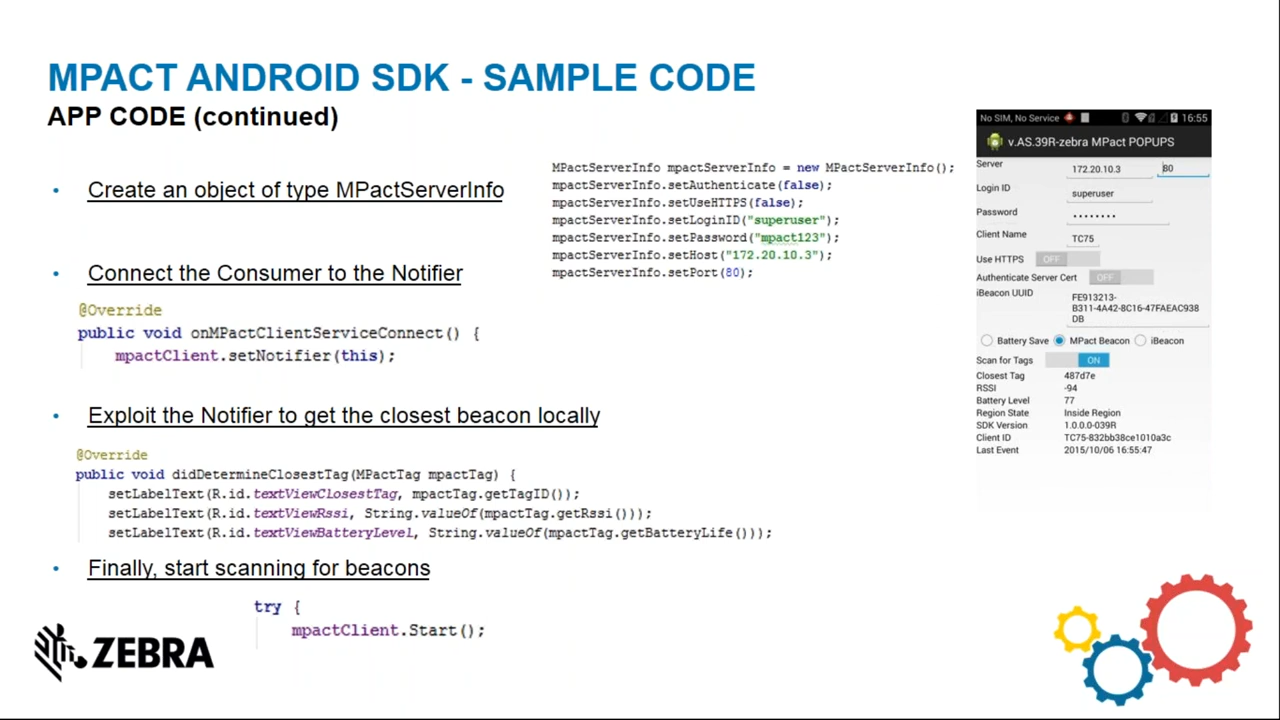 MPACT ANDROID SDK - SAMPLE CODE
APP CODE (continued)
• Create an object of type MPactServerInfo
MPactServerInfo mpactServerInfo = new MPactServerInfo();
mpactServerInfo.setAuthenticate(false);
mpactServerInfo.setUseHTTPS(false);
mpactServerInfo.setLoginID("superuser");
mpactServerInfo.setPassword("mpact123");
mpactServerInfo.setHost("172.20.10.3");
mpactServerInfo.setPort(80);
• Connect the Consumer to the Notifier
@Override
public void onMPactClientServiceConnect() {
mpactClient.setNotifier(this);
• Exploit the Notifier to get the closest beacon locally
@Override
public void didDetermineClosestTag(MPactTag mpactTag) {
setLabelText(R.id.textViewClosestTag, mpactTag.getTagID());
setLabelText(R.id.textViewRssi, String.valueOf(mpactTag.getRssi()));
setLabelText(R.id.textViewBatteryLevel, String.valueOf(mpactTag.getBatteryLife()));
• Finally, start scanning for beacons
try {
mpactClient.Start();
No SIM, No Service 16:55
v.AS.39R-zebra MPact POPUPS
Server 172.20.10.3 80
Login ID superuser
Password ••••••••
Client Name TC75
Use HTTPS OFF
Authenticate Server Cert OFF
iBeacon UUID FE913213-
B311-4A42-8C16-47FAEAC938
DB
Battery Save MPact Beacon iBeacon
Scan for Tags ON
Closest Tag 487d7e
RSSI -94
Battery Level 77
Region State Inside Region
SDK Version 1.0.0.0-039R
Client ID TC75-832bb38ce1010a3c
Last Event 2015/10/06 16:55:47
ZEBRA